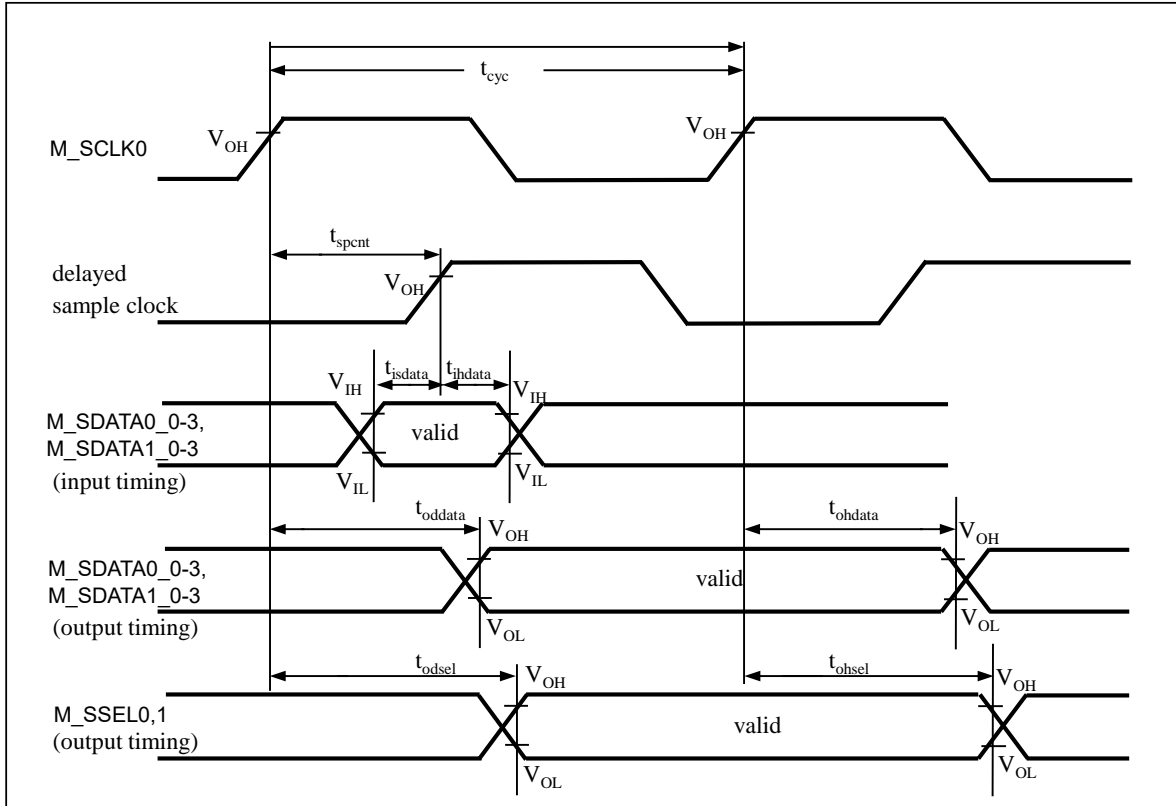 tcyc
VOH
VOH
M_SCLK0
tspcnt
delayed
sample clock
VOH
tisdata
tihdata
VIH
VIH
M_SDATA0_0-3,
M_SDATA1_0-3
(input timing)
valid
VIL
VIL
toddata
tohdata
VOH
VOH
M_SDATA0_0-3,
M_SDATA1_0-3
(output timing)
valid
VOL
VOL
todsel
tohsel
VOH
VOH
M_SSEL0,1
(output timing)
valid
VOL
VOL